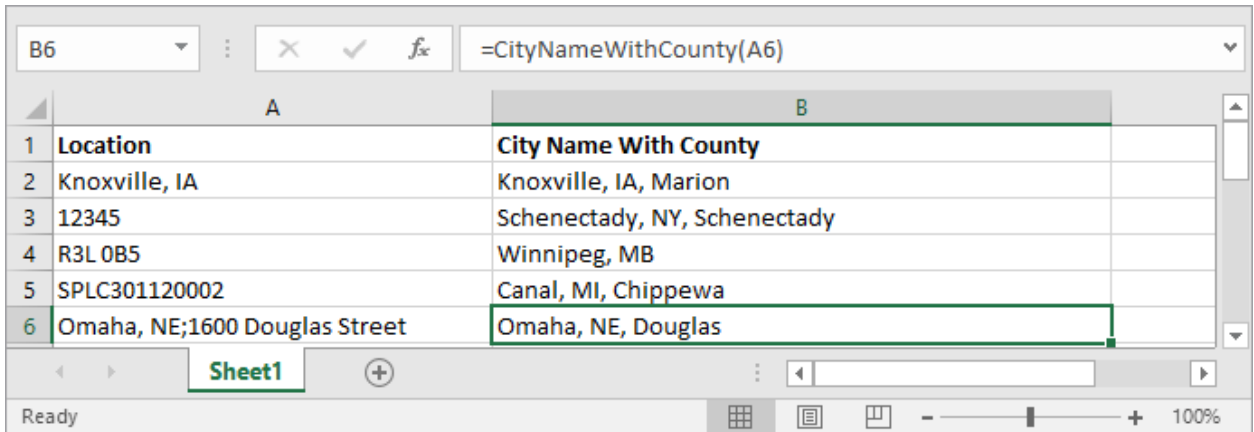 B6 fx =CityNameWithCounty(A6)
A B
1 Location City Name With County
2 Knoxville, IA Knoxville, IA, Marion
3 12345 Schenectady, NY, Schenectady
4 R3L 0B5 Winnipeg, MB
5 SPLC301120002 Canal, MI, Chippewa
6 Omaha, NE;1600 Douglas Street Omaha, NE, Douglas
Sheet1
Ready 100%